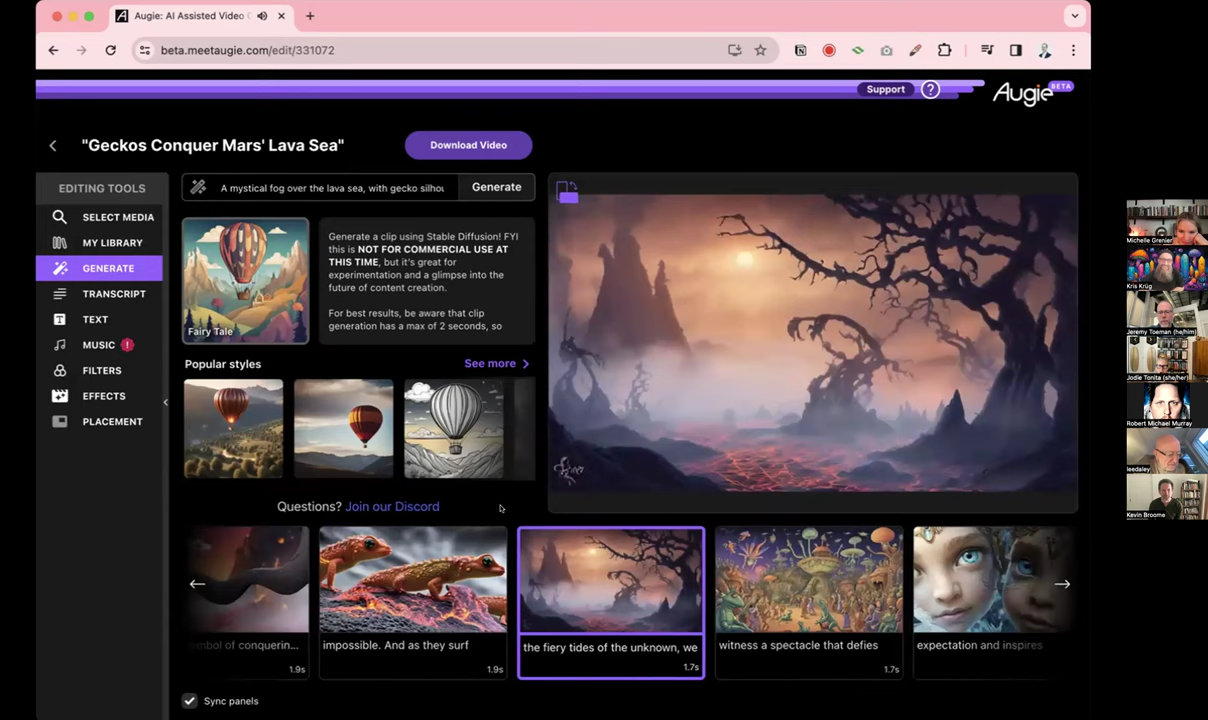 Augie: AI Assisted Video
beta.meetaugie.com/edit/331072
Support
?
Augie
BETA
"Geckos Conquer Mars' Lava Sea"
Download Video
EDITING TOOLS
SELECT MEDIA
MY LIBRARY
GENERATE
TRANSCRIPT
TEXT
MUSIC !
FILTERS
EFFECTS
PLACEMENT
A mystical fog over the lava sea, with gecko silhou
Generate
Fairy Tale
Generate a clip using Stable Diffusion! FYI
this is NOT FOR COMMERCIAL USE AT
THIS TIME, but it's great for
experimentation and a glimpse into the
future of content creation.
For best results, be aware that clip
generation has a max of 2 seconds, so
Popular styles
See more
Questions? Join our Discord
mbol of conquerin...
1.9s
impossible. And as they surf
1.9s
the fiery tides of the unknown, we
1.7s
witness a spectacle that defies
1.7s
expectation and inspires
Sync panels
Michelle Grenier
Kris Krüg
Jeremy Toeman (he/him)
Jodie Tonita (she/her)
Robert Michael Murray
leedaley
Kevin Broome